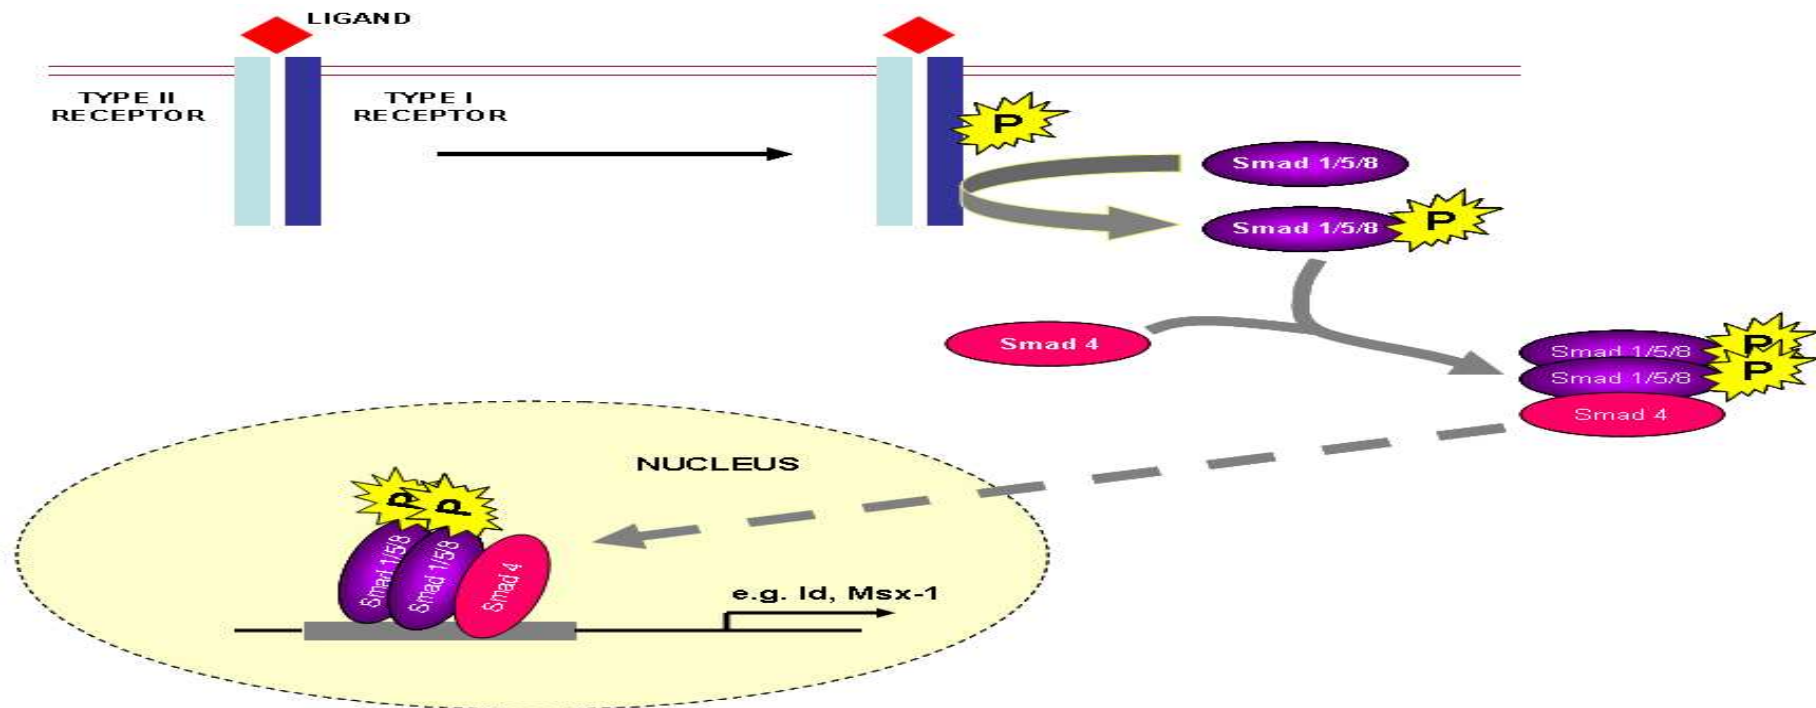 LIGAND
TYPE II
RECEPTOR
TYPE I
RECEPTOR
P
Smad 1/5/8
Smad 1/5/8
P
Smad 4
Smad 1/5/8
P
Smad 1/5/8
P
Smad 4
NUCLEUS
P
P
Smad 1/5/8
Smad 1/5/8
Smad 4
e.g. Id, Msx-1